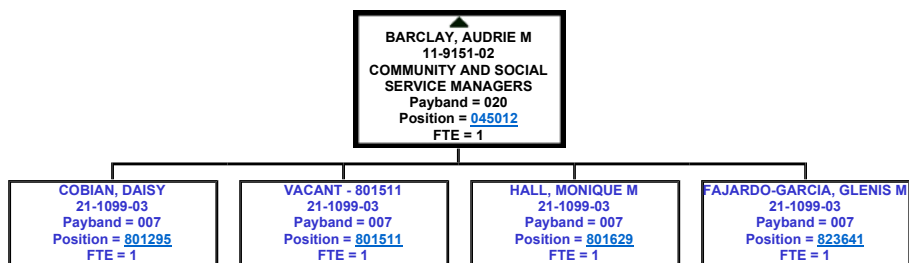 BARCLAY, AUDRIE M
11-9151-02
COMMUNITY AND SOCIAL
SERVICE MANAGERS
Payband = 020
Position = 045012
FTE = 1
COBIAN, DAISY
21-1099-03
Payband = 007
Position = 801295
FTE = 1
VACANT - 801511
21-1099-03
Payband = 007
Position = 801511
FTE = 1
HALL, MONIQUE M
21-1099-03
Payband = 007
Position = 801629
FTE = 1
FAJARDO-GARCIA, GLENIS M
21-1099-03
Payband = 007
Position = 823641
FTE = 1